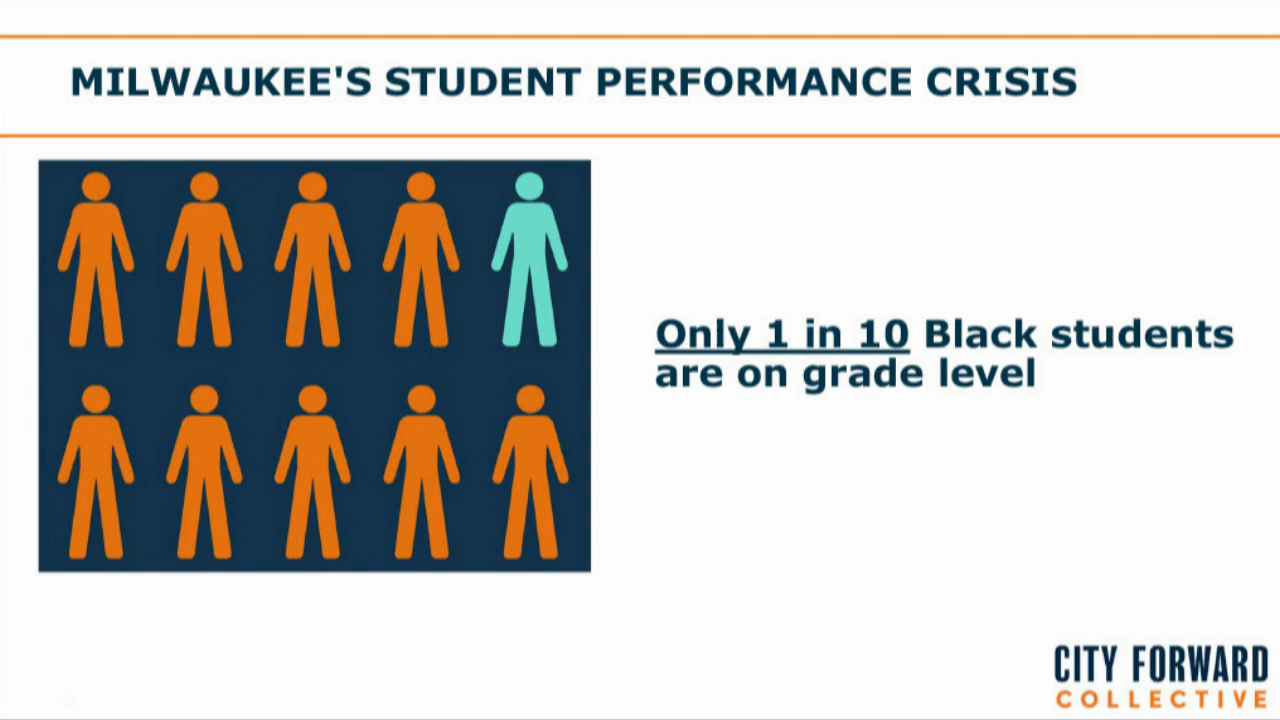 MILWAUKEE'S STUDENT PERFORMANCE CRISIS
Only 1 in 10 Black students
are on grade level
CITY FORWARD
COLLECTIVE